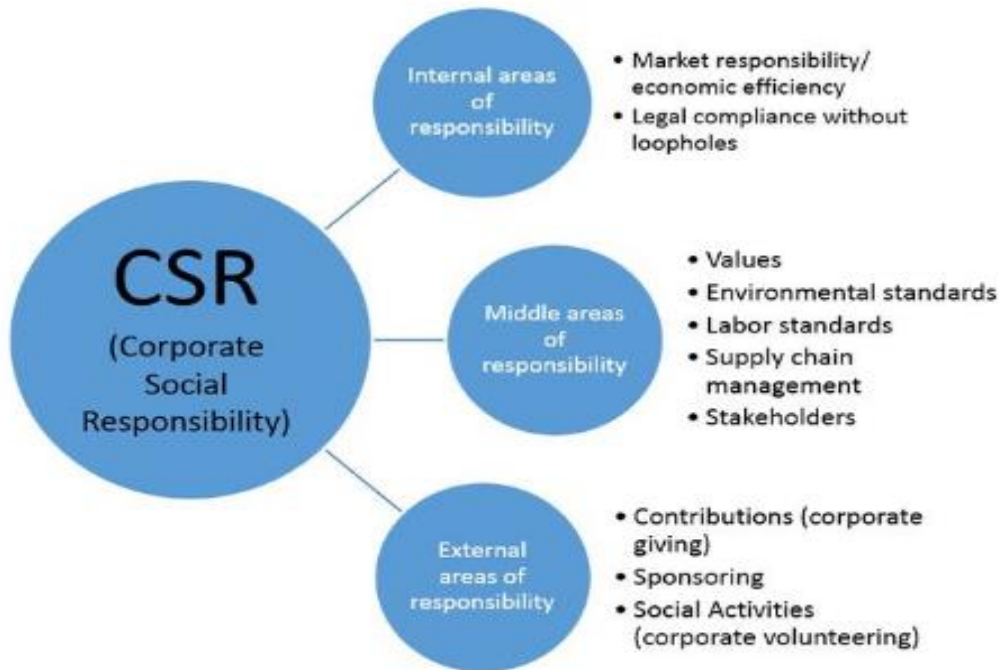 CSR
(Corporate
Social
Responsibility)
Internal areas
of
responsibility
• Market responsibility/
economic efficiency
• Legal compliance without
loopholes
Middle areas
of
responsibility
• Values
• Environmental standards
• Labor standards
• Supply chain
management
• Stakeholders
External
areas of
responsibility
• Contributions (corporate
giving)
• Sponsoring
• Social Activities
(corporate volunteering)